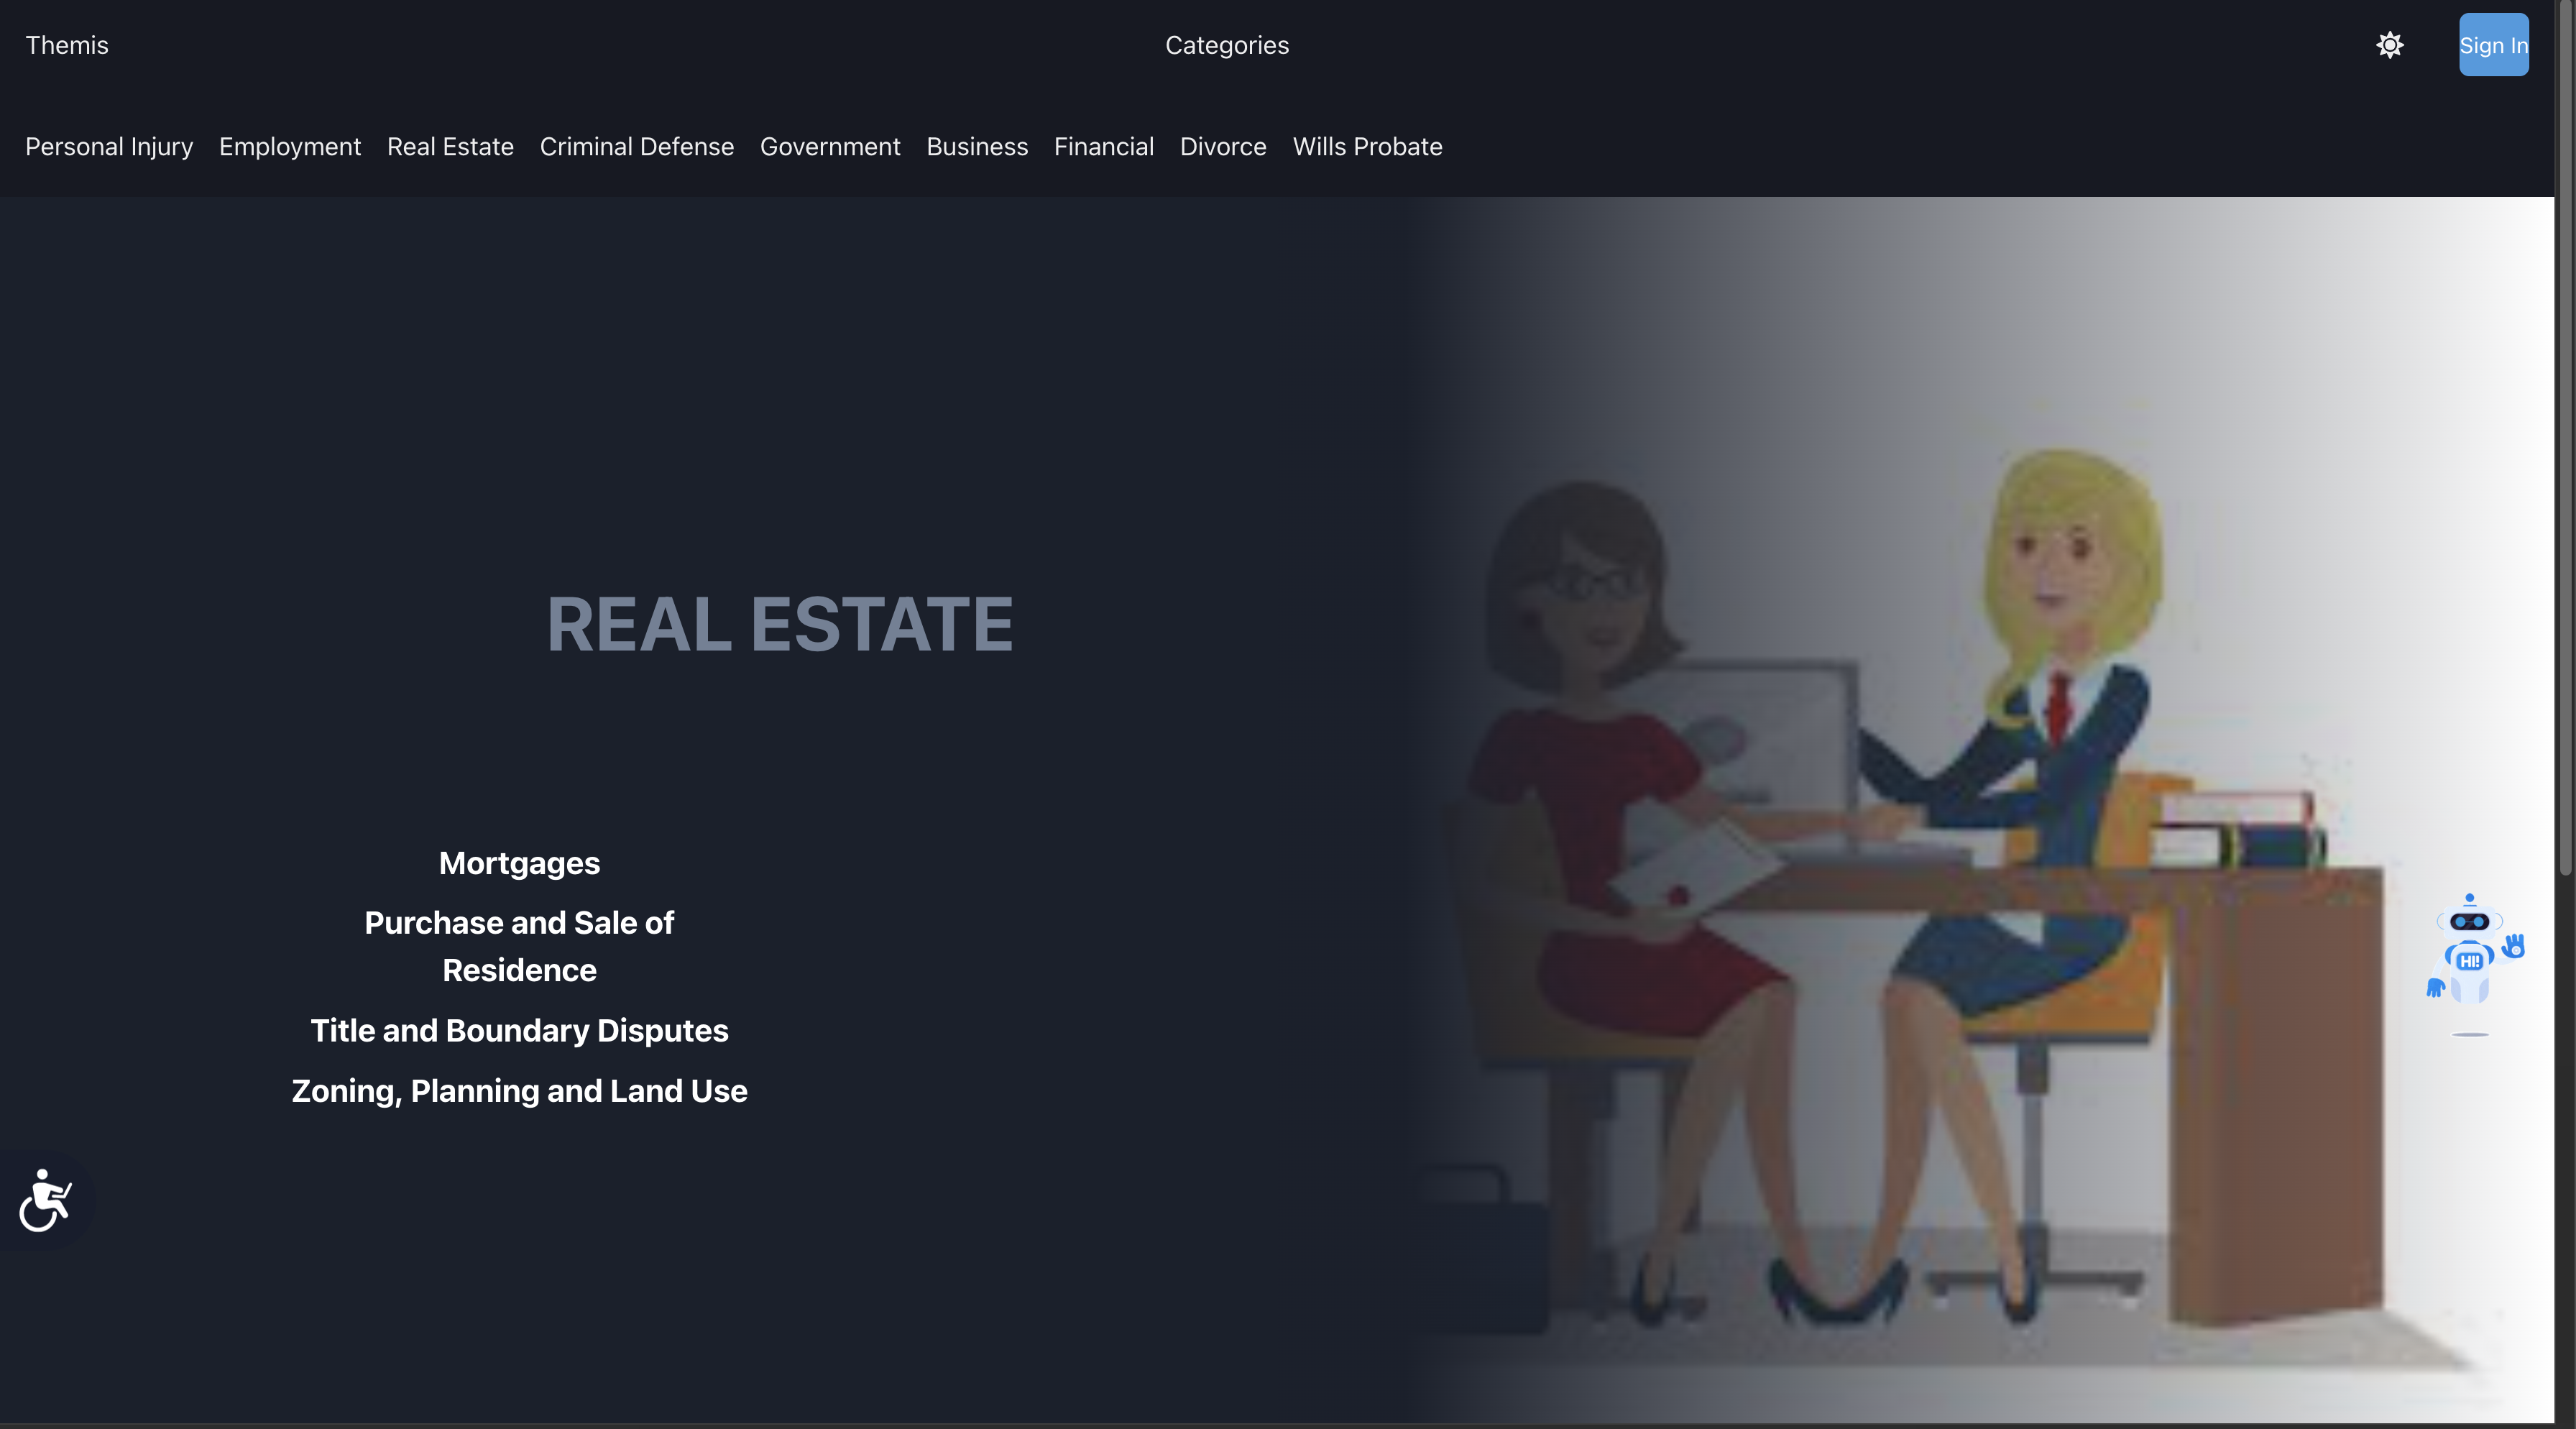 Themis
Categories
Sign In
Personal Injury Employment Real Estate Criminal Defense Government Business Financial Divorce Wills Probate
REAL ESTATE
Mortgages
Purchase and Sale of
Residence
Title and Boundary Disputes
Zoning, Planning and Land Use
HI!